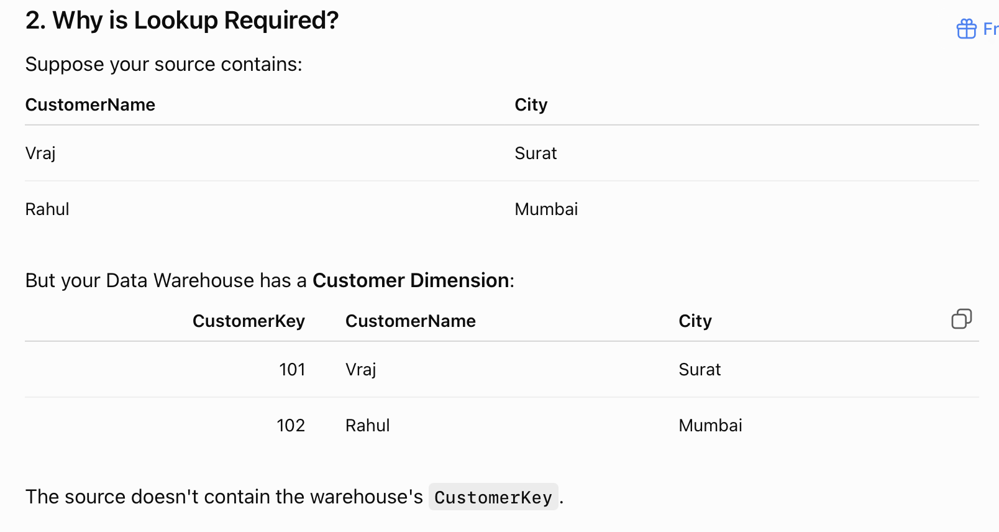 2. Why is Lookup Required?
Fr
Suppose your source contains:
CustomerName City
Vraj Surat
Rahul Mumbai
But your Data Warehouse has a Customer Dimension:
CustomerKey CustomerName City
101 Vraj Surat
102 Rahul Mumbai
The source doesn't contain the warehouse's CustomerKey.